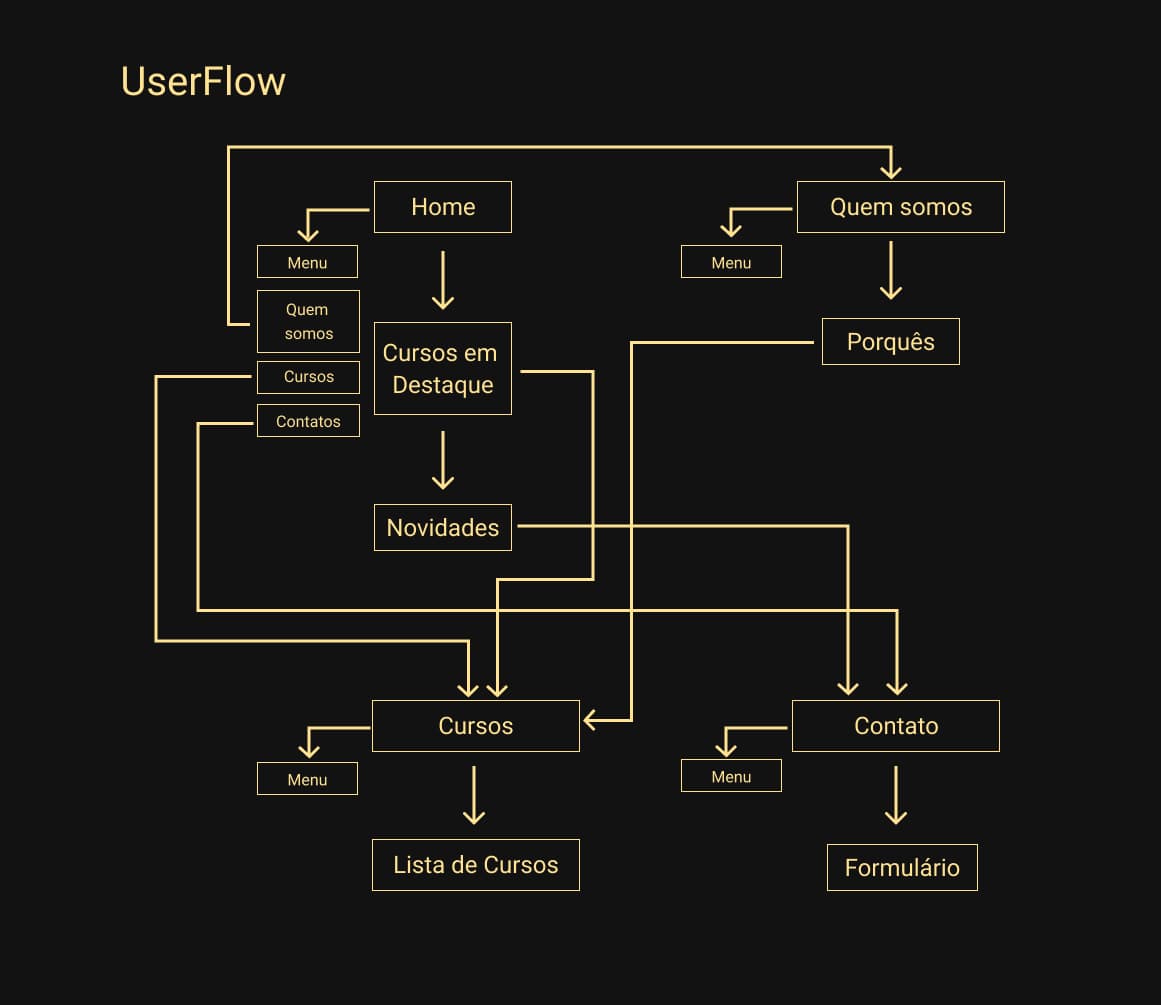 UserFlow
Home
Quem somos
Menu
Menu
Quem
somos
Cursos em
Destaque
Porquês
Cursos
Contatos
Novidades
Cursos
Contato
Menu
Menu
Lista de Cursos
Formulário